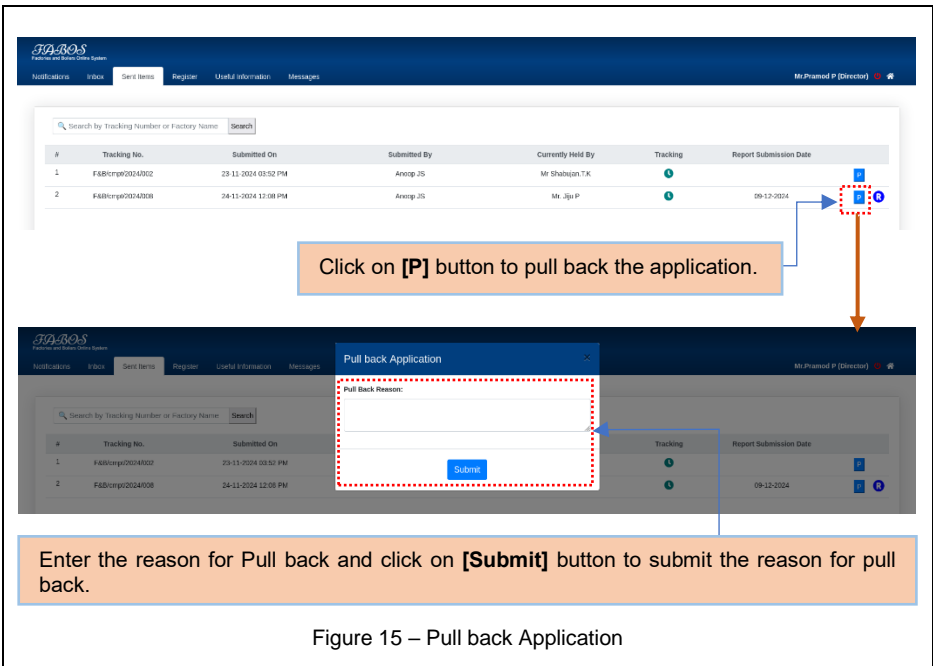 FABOS
Factories and Boilers Online System
Notifications Inbox Sent Items Register Useful Information Messages Mr.Pramod P (Director)
Search by Tracking Number or Factory Name Search
# Tracking No. Submitted On Submitted By Currently Held By Tracking Report Submission Date
1 F&B/cmpt/2024/002 23-11-2024 03:52 PM Anoop JS Mr Shabujan.T.K P
2 F&B/cmpt/2024/008 24-11-2024 12:08 PM Anoop JS Mr. Jiju P 09-12-2024 P R
Click on [P] button to pull back the application.
FABOS
Factories and Boilers Online System
Notifications Inbox Sent Items Register Useful Information Messages Mr.Pramod P (Director)
Pull back Application ×
Pull Back Reason:
Search by Tracking Number or Factory Name Search
# Tracking No. Submitted On Tracking Report Submission Date
1 F&B/cmpt/2024/002 23-11-2024 03:52 PM P
Submit
2 F&B/cmpt/2024/008 24-11-2024 12:08 PM 09-12-2024 P R
Enter the reason for Pull back and click on [Submit] button to submit the reason for pull
back.
Figure 15 – Pull back Application